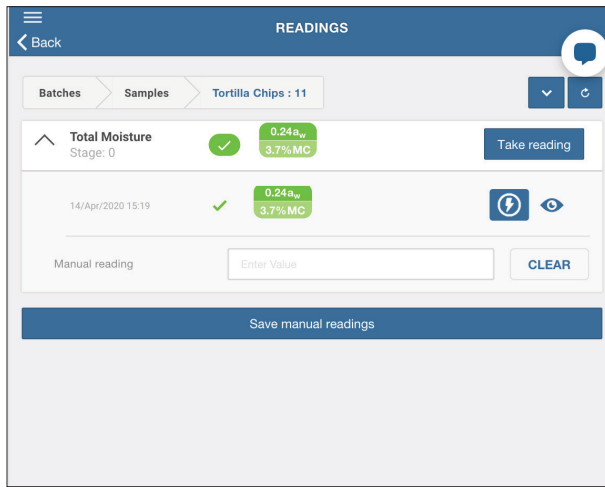 READINGS
Back
Batches Samples Tortilla Chips : 11
Total Moisture
Stage: 0
0.24aw
3.7%MC
Take reading
14/Apr/2020 15:19
0.24aw
3.7%MC
Manual reading Enter Value CLEAR
Save manual readings